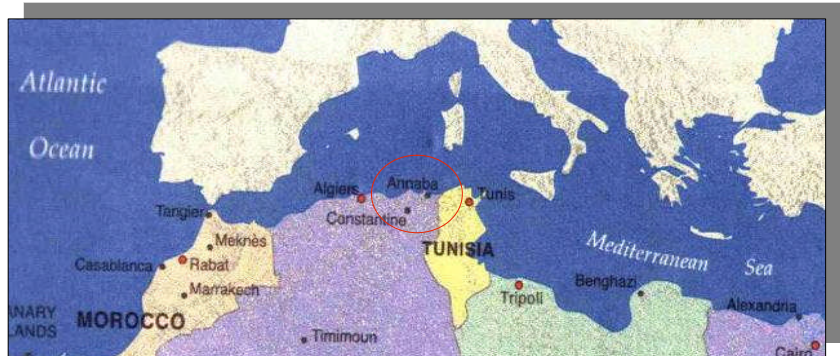 Atlantic
Ocean
Algiers
Annaba
Tunis
Constantine
Tangier
Meknès
TUNISIA
Mediterranean Sea
Casablanca
Rabat
Marrakech
Tripoli
Benghazi
Alexandria
NARY
LANDS
MOROCCO
Timimoun
Cairo